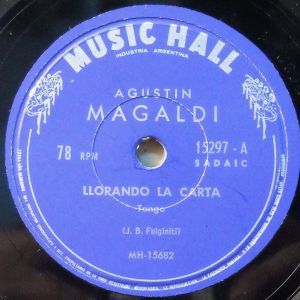 MUSIC HALL
INDUSTRIA ARGENTINA
AGUSTIN
MAGALDI
78 RPM
15297 - A
SADAIC
LLORANDO LA CARTA
Tango
(J. B. Fulginiti)
MH-15682